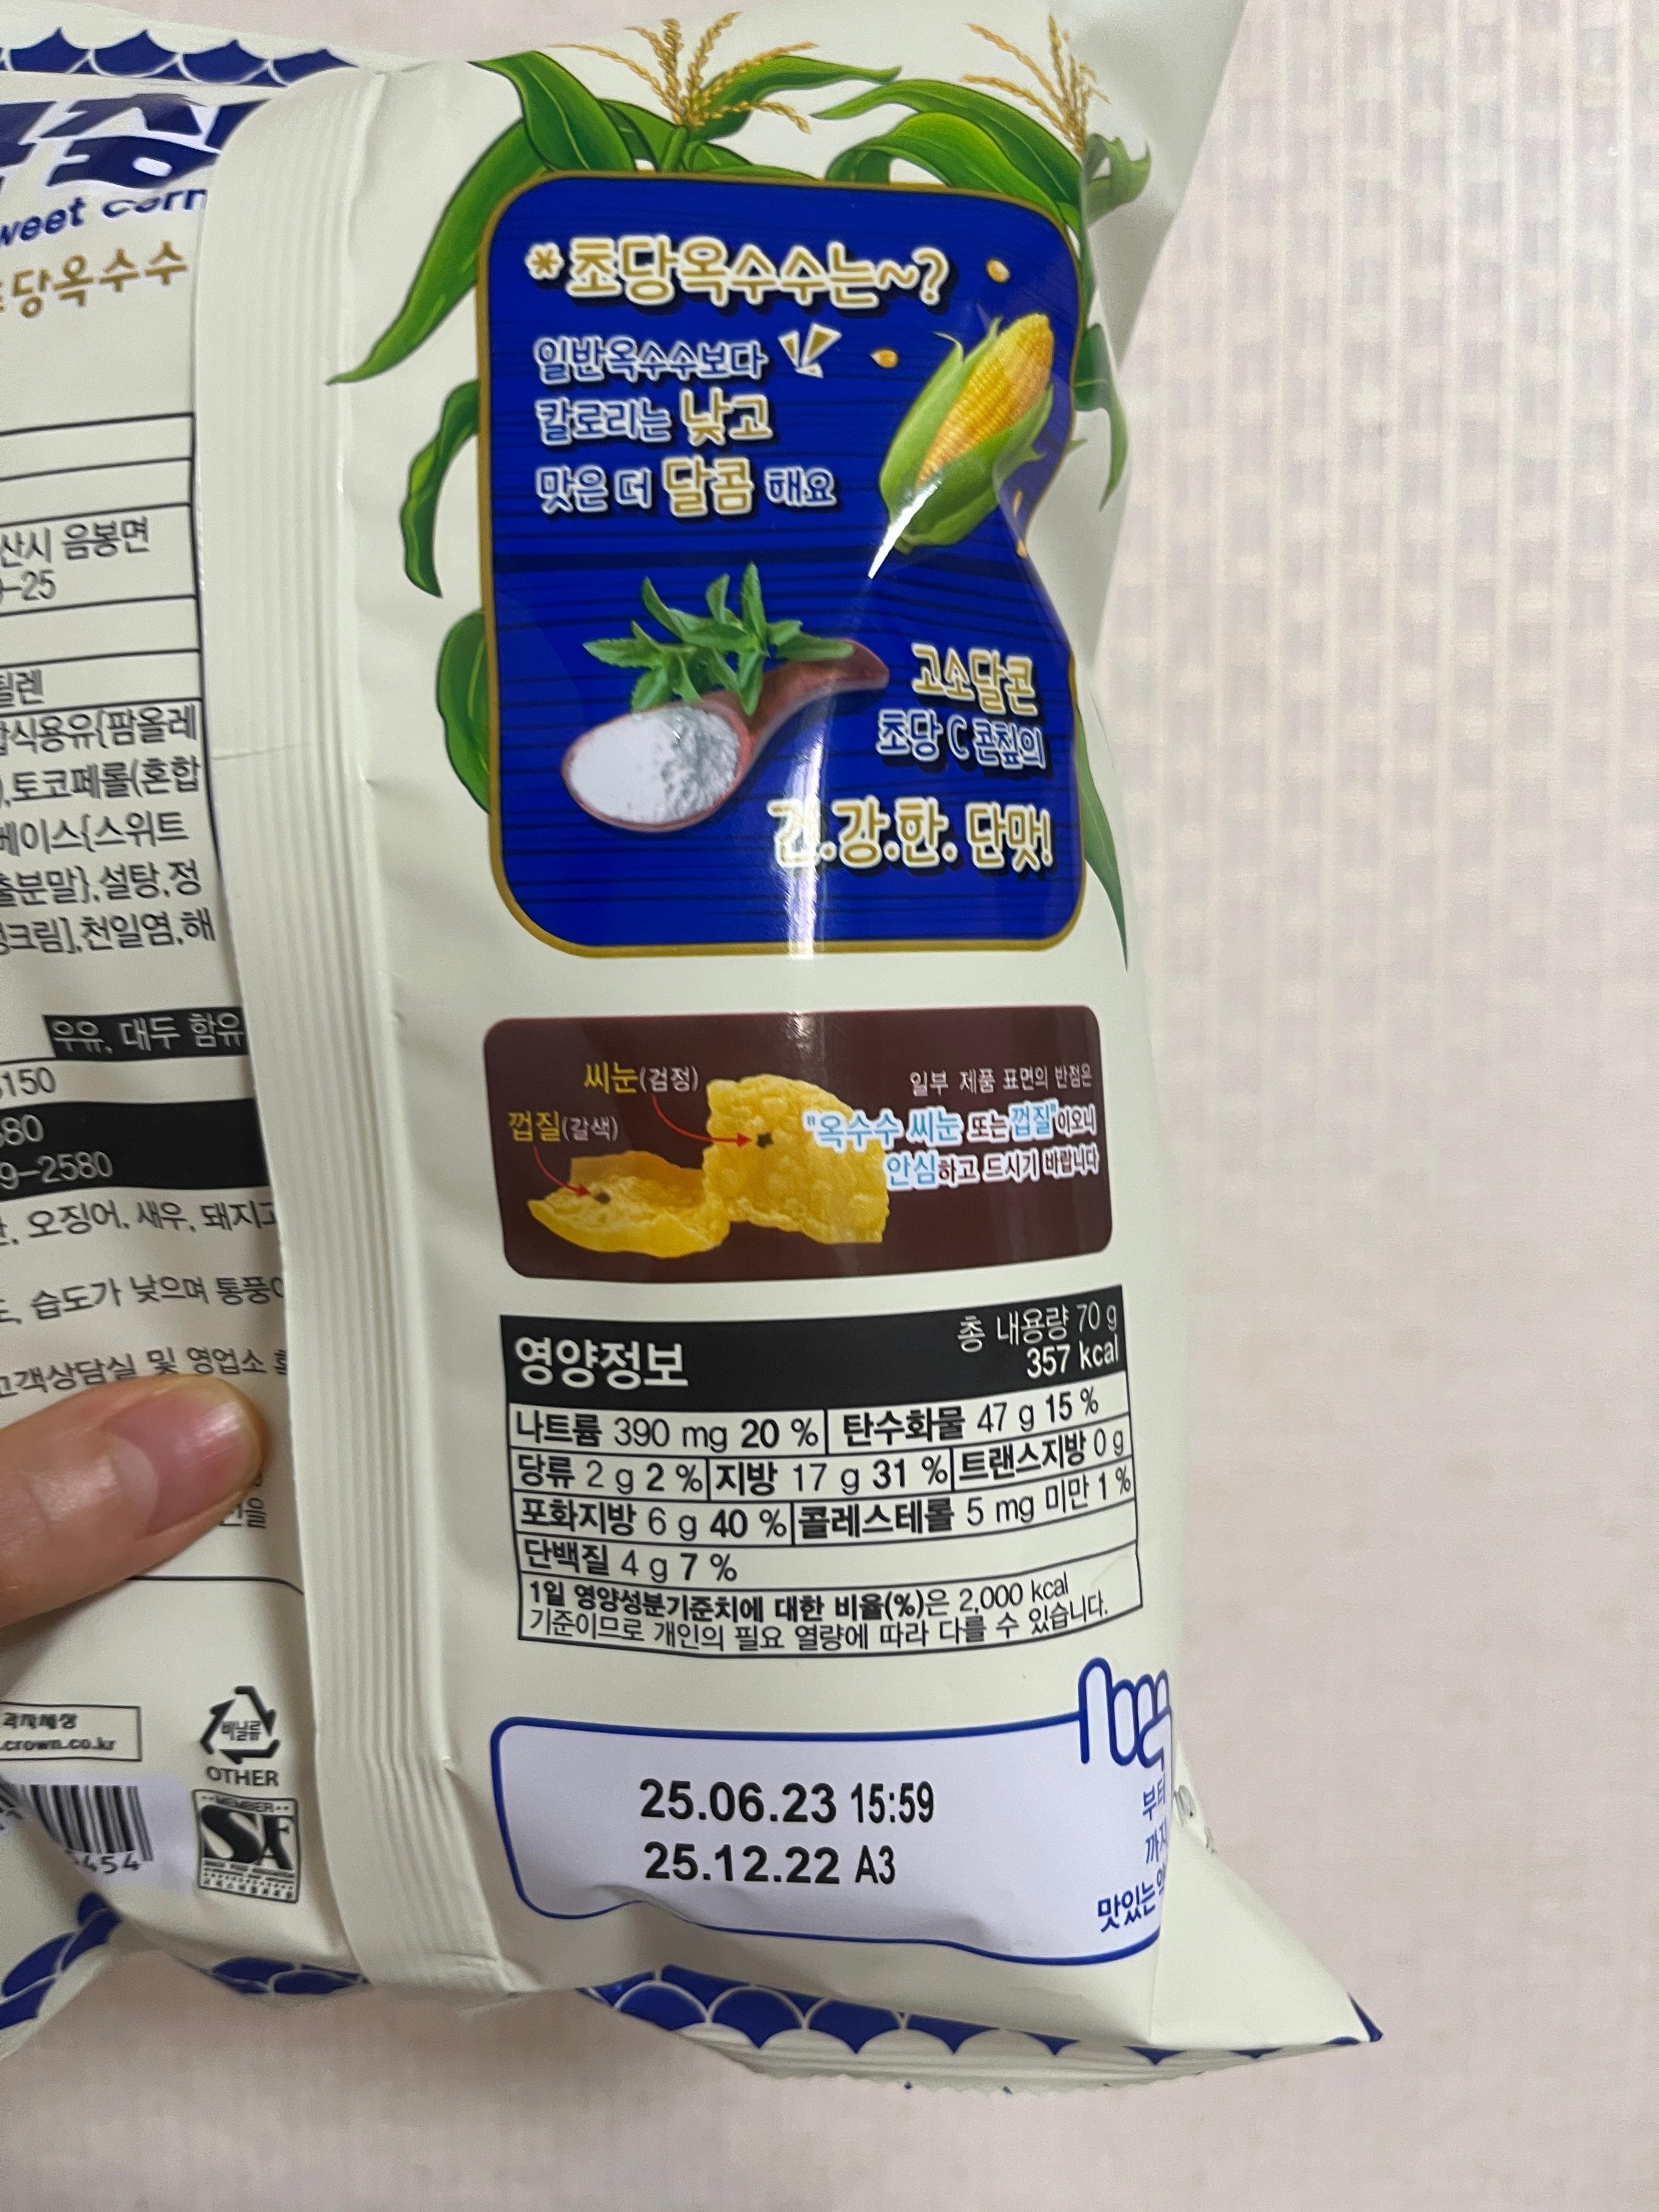 weet corn
당옥수수
산시 음봉면
-25
틸렌
식용유{팜올레
토코페롤(혼합
베이스{스위트
출분말},설탕,정
크림],천일염,해
우유, 대두 함유
150
80
9-2580
오징어, 새우, 돼지고
습도가 낮으며 통풍이
고객상담실 및 영업소
을
과자세상
.crown.co.kr
비닐류
OTHER
MEMBER
SF
454
*초당옥수수는~?
일반옥수수보다
칼로리는 낮고
맛은 더 달콤 해요
고소달콘
초당C콘칲의
건.강.한. 단맛!
씨눈(검정)
껍질(갈색)
일부 제품 표면의 반점은
"옥수수 씨눈 또는 껍질"이오니
안심하고 드시기 바랍니다
영양정보
총 내용량 70 g
357 kcal
나트륨 390 mg 20 % 탄수화물 47 g 15 %
당류 2 g 2 % 지방 17 g 31 % 트랜스지방 0 g
포화지방 6 g 40 % 콜레스테롤 5 mg 미만 1 %
단백질 4 g 7 %
1일 영양성분기준치에 대한 비율(%)은 2,000 kcal
기준이므로 개인의 필요 열량에 따라 다를 수 있습니다.
25.06.23 15:59
25.12.22 A3
부터
까지
맛있는